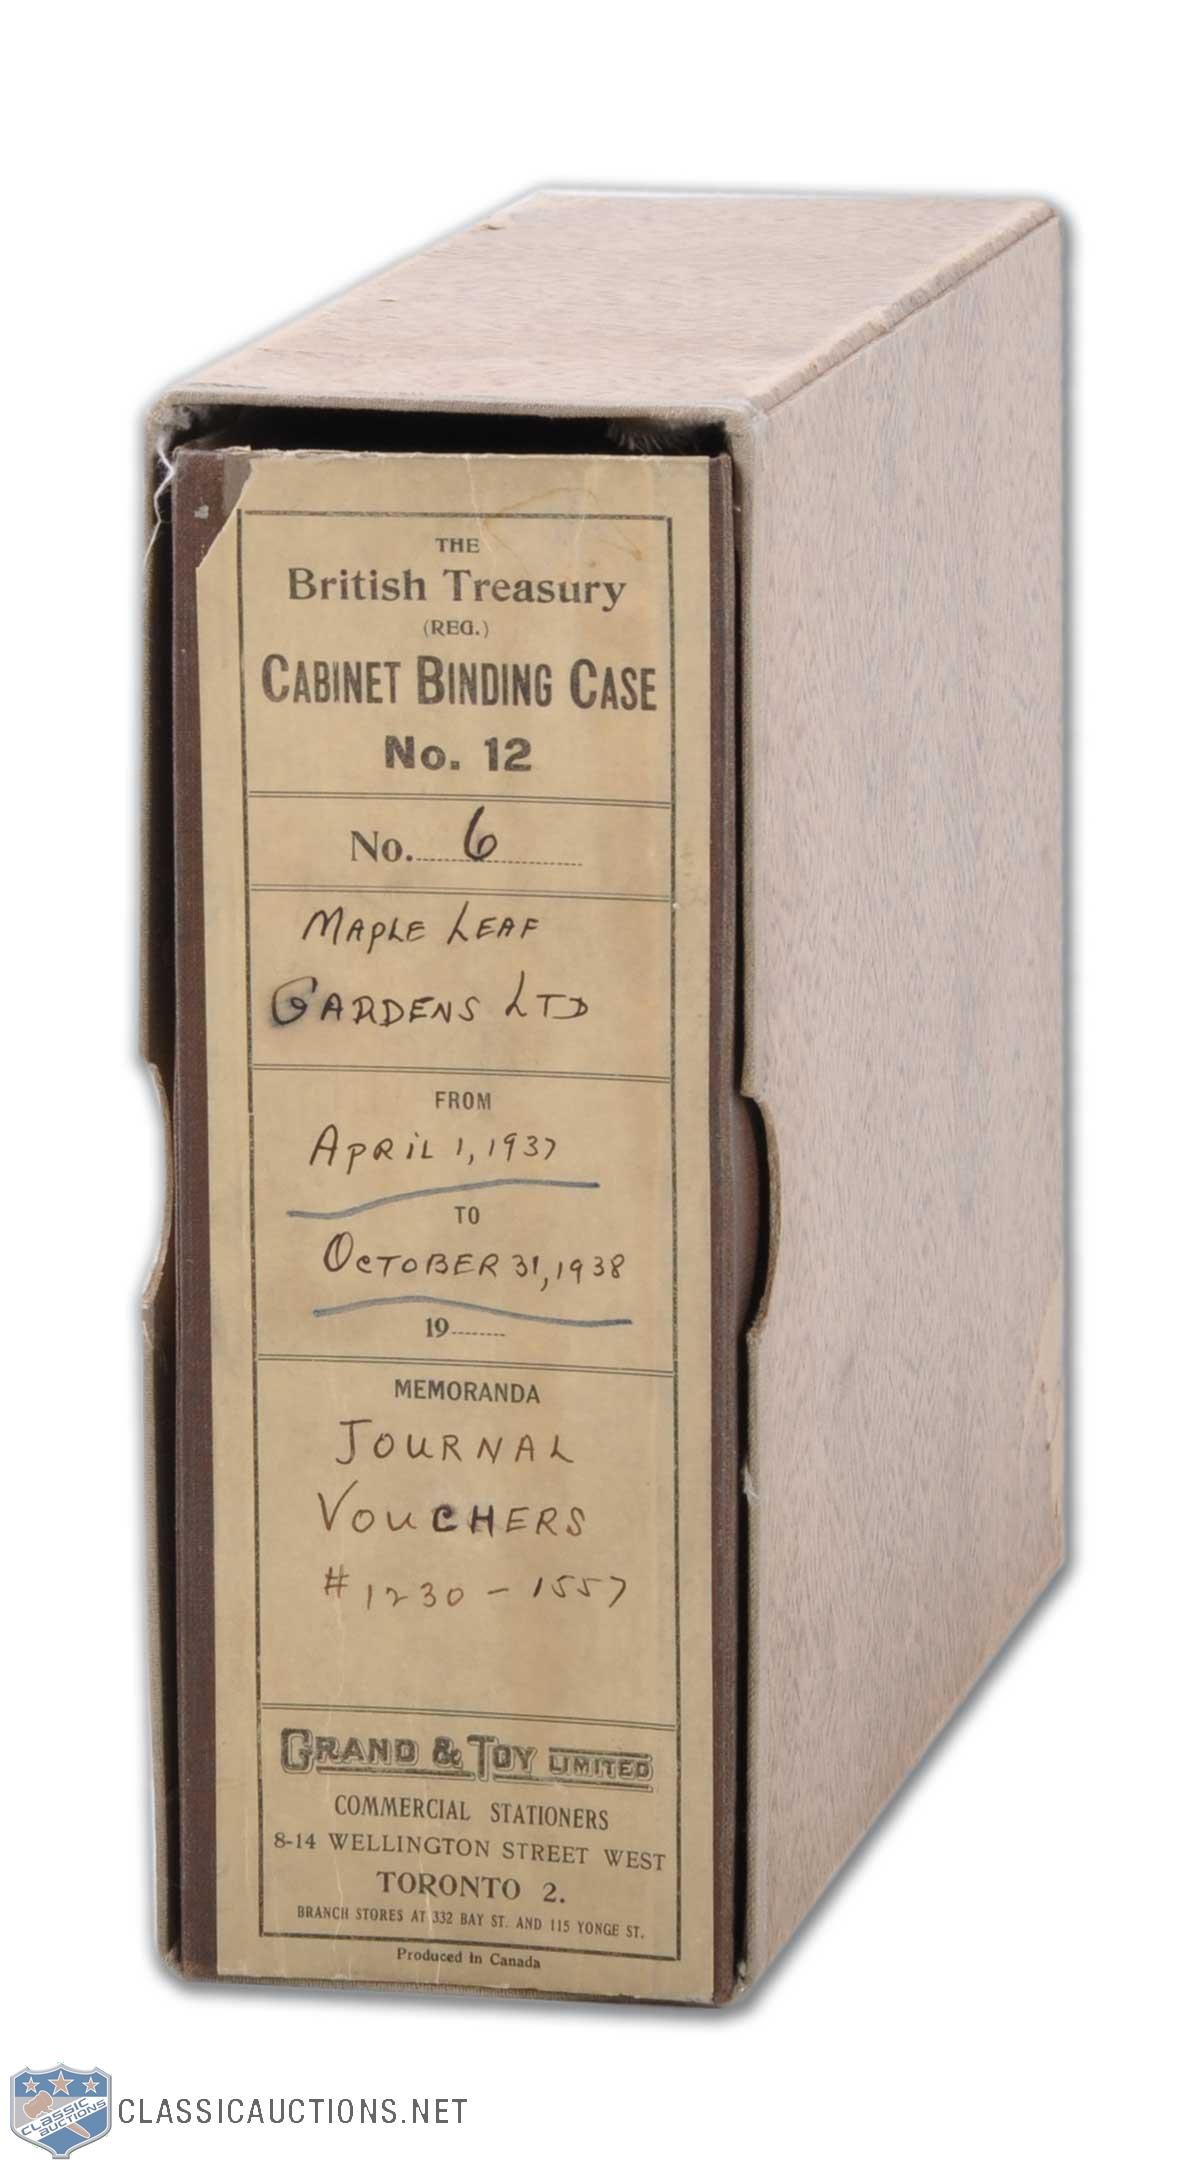 THE
British Treasury
(REG.)
CABINET BINDING CASE
No. 12
No. 6
MAPLE LEAF
GARDENS LTD
FROM
APRIL 1, 1937
TO
OCTOBER 31, 1938
19
MEMORANDA
JOURNAL
VOUCHERS
#1230 - 1557
GRAND & TOY LIMITED
COMMERCIAL STATIONERS
8-14 WELLINGTON STREET WEST
TORONTO 2.
BRANCH STORES AT 332 BAY ST. AND 115 YONGE ST.
Produced in Canada
CLASSIC
AUCTIONS
CLASSICAUCTIONS.NET